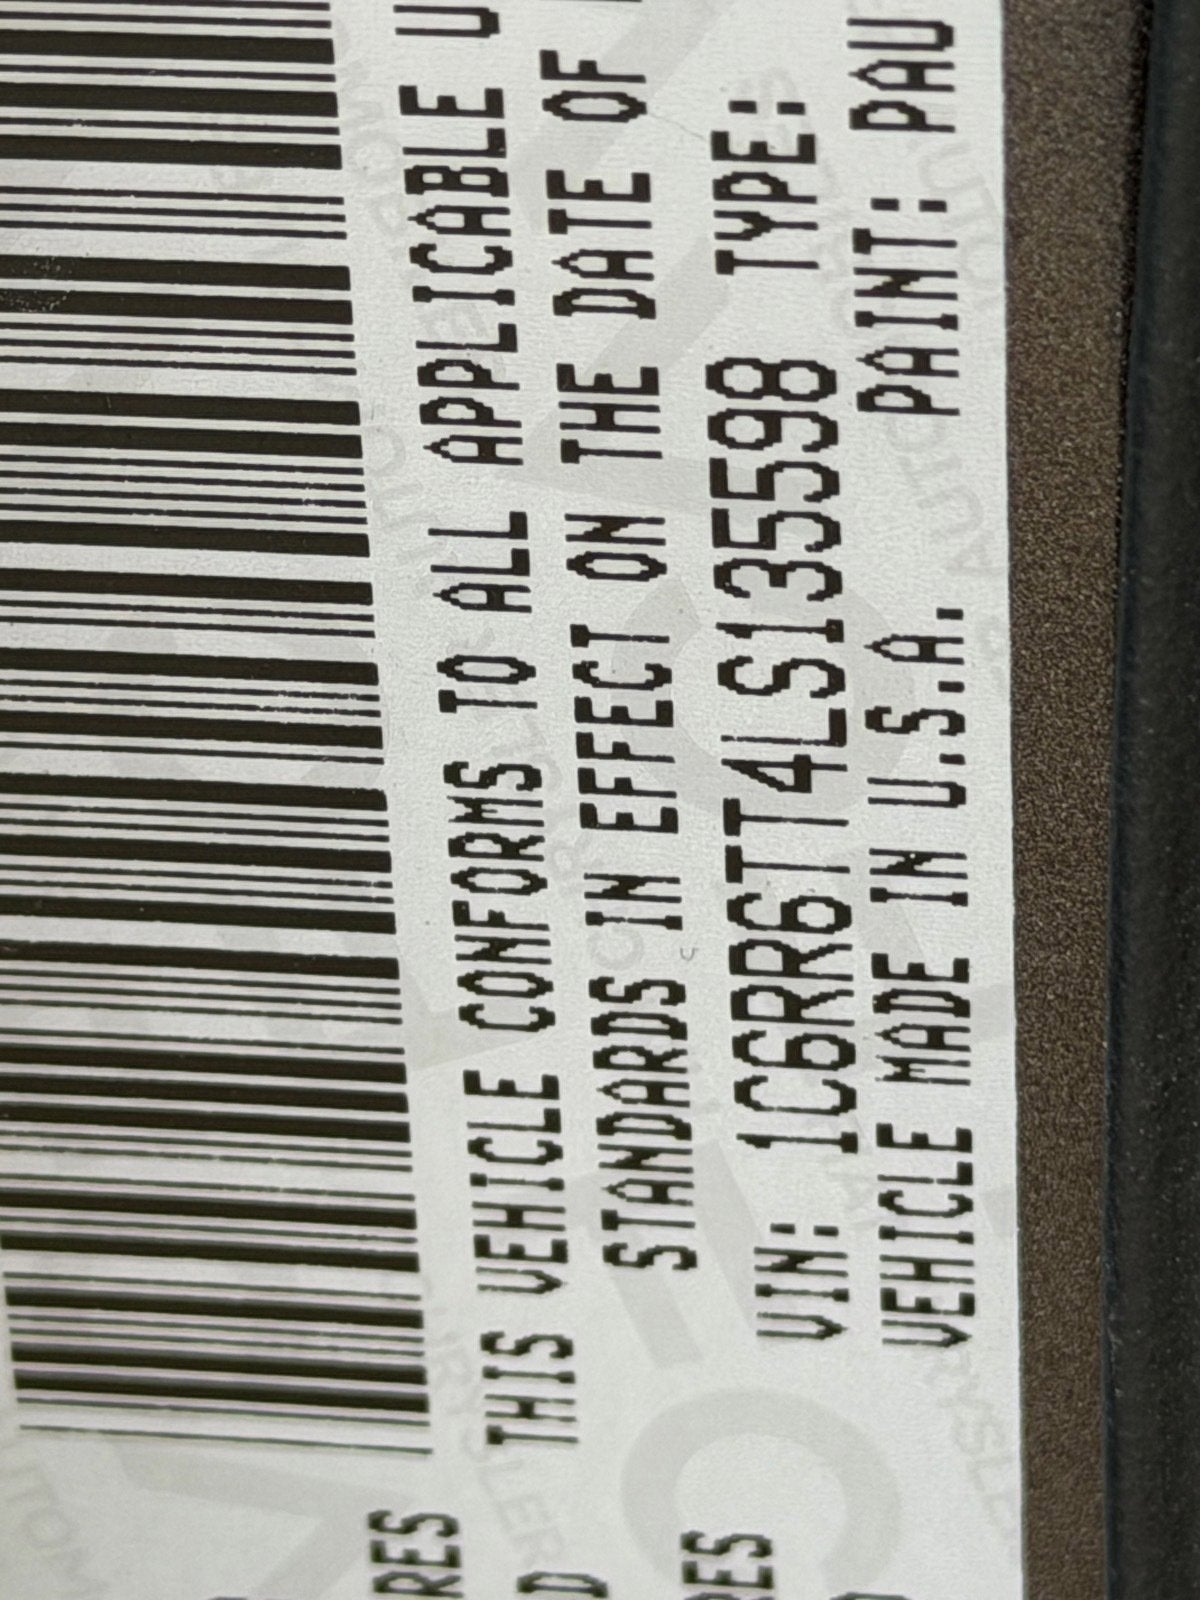 THIS VEHICLE CONFORMS TO ALL APPLICABLE U
STANDARDS IN EFFECT ON THE DATE OF
VIN: 1C6RR6TT4LS135598 TYPE:
VEHICLE MADE IN U.S.A. PAINT: PAU
RES
D
RES